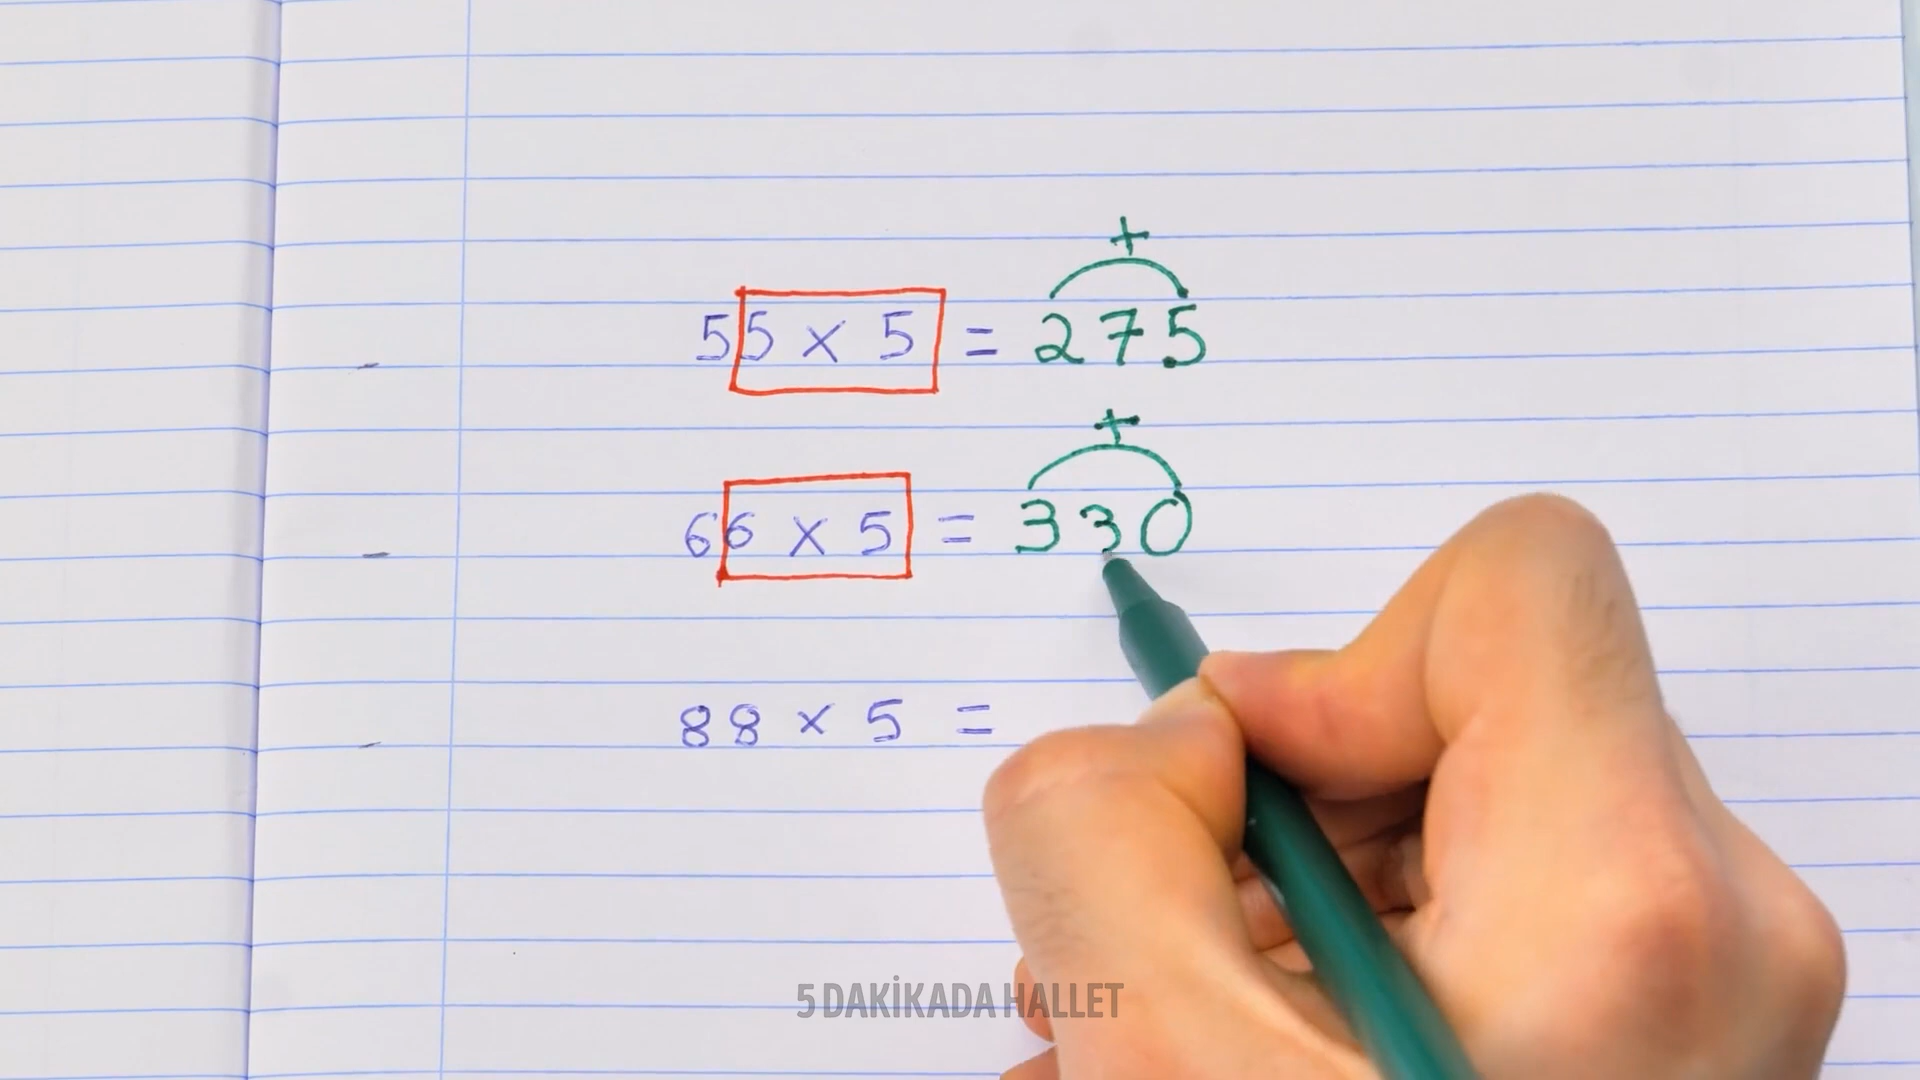 +
55 x 5 = 275
+
66 x 5 = 330
88 x 5 =
5 DAKİKADA HALLET